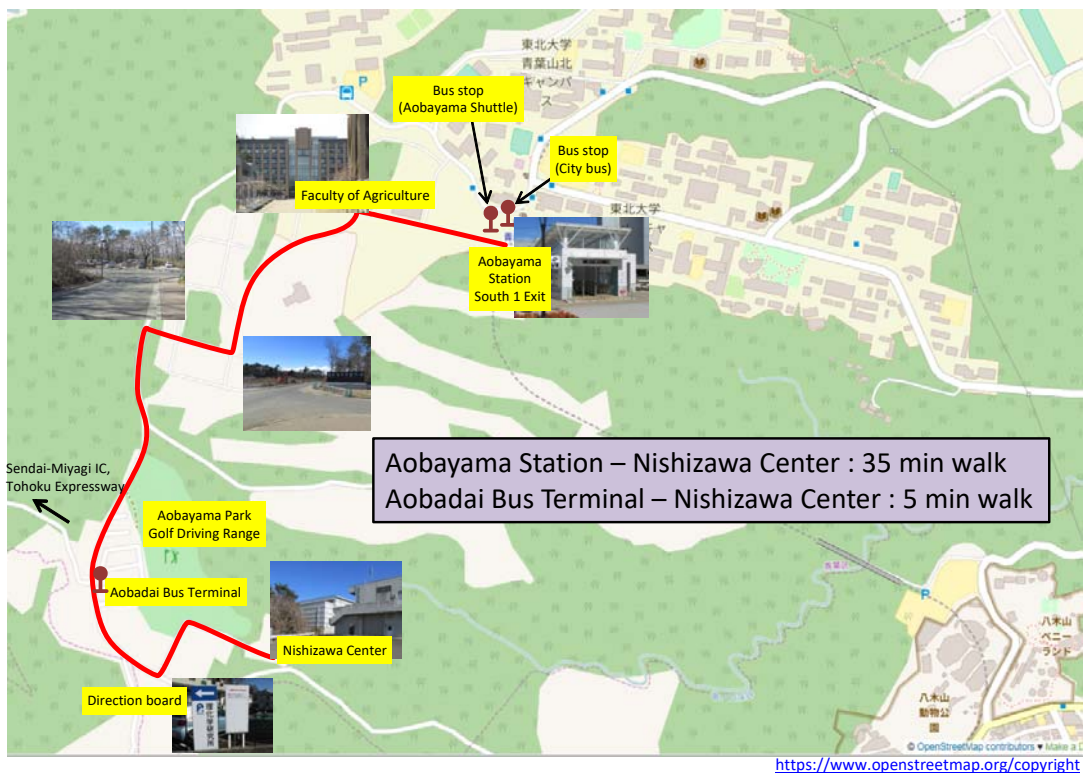 東北大学
青葉山北
キャンパ
ス
Bus stop
(Aobayama Shuttle)
Bus stop
(City bus)
Faculty of Agriculture
東北大学
Aobayama
Station
South 1 Exit
Aobayama Station – Nishizawa Center : 35 min walk
Aobadai Bus Terminal – Nishizawa Center : 5 min walk
Sendai-Miyagi IC,
Tohoku Expressway
Aobayama Park
Golf Driving Range
Aobadai Bus Terminal
Nishizawa Center
Direction board
P
P
八木山
ベニー
ランド
八木山
動物公
園
© OpenStreetMap contributors ♥ Make a D
https://www.openstreetmap.org/copyright